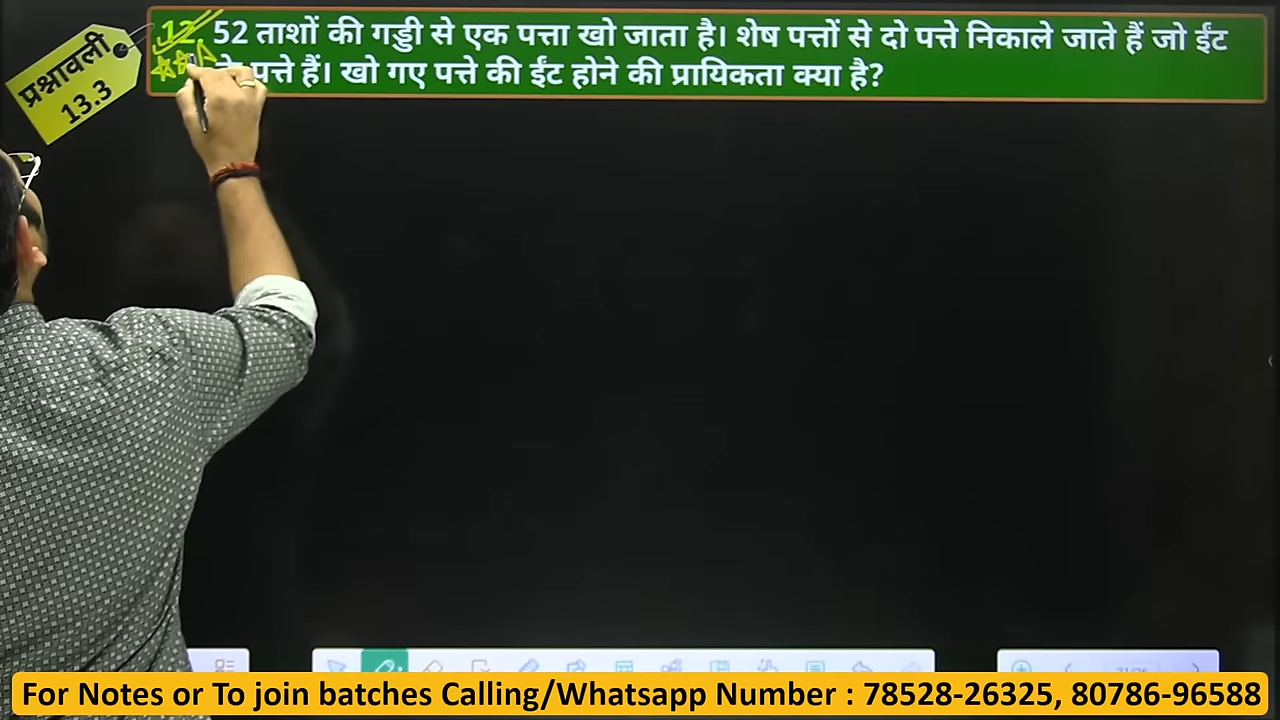 प्रश्नावली
13.3
12. 52 ताशों की गड्डी से एक पत्ता खो जाता है। शेष पत्तों से दो पत्ते निकाले जाते हैं जो ईंट
पत्ते हैं। खो गए पत्ते की ईंट होने की प्रायिकता क्या है?
For Notes or To join batches Calling/Whatsapp Number : 78528-26325, 80786-96588